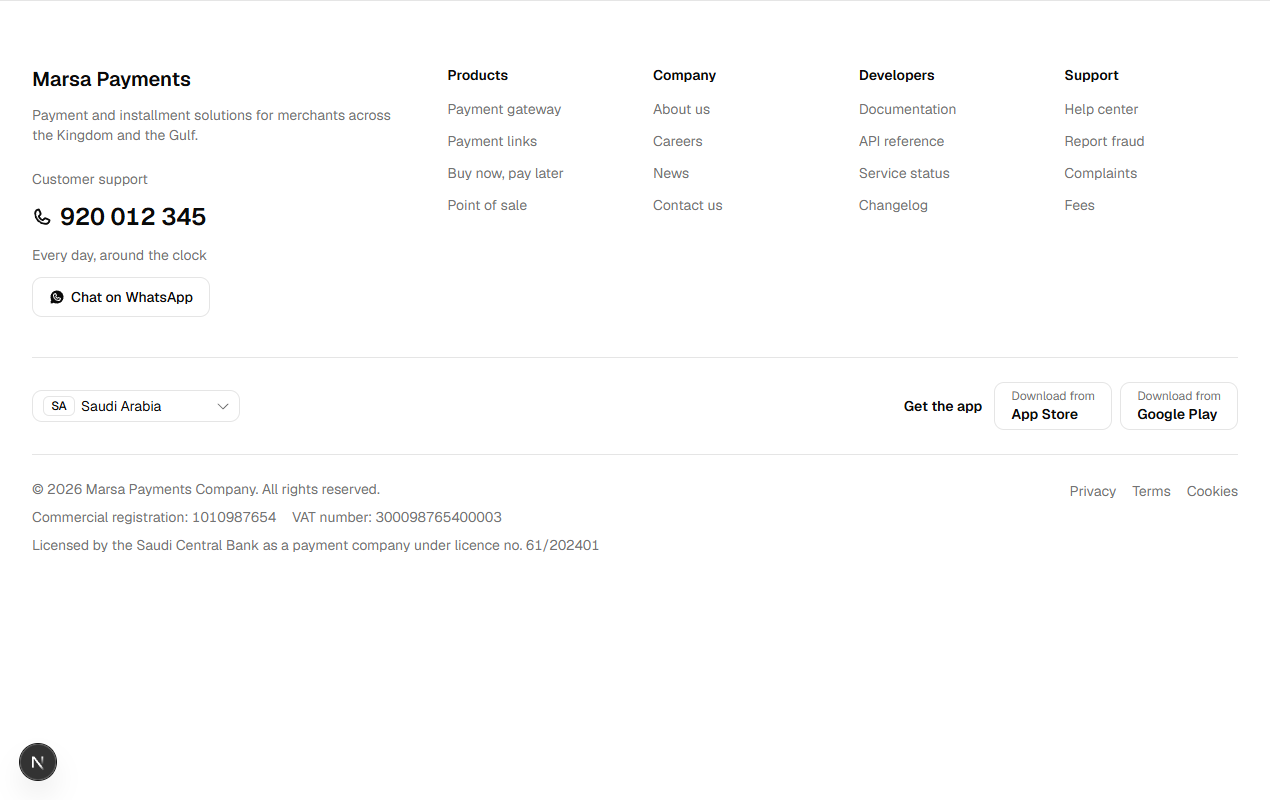 Marsa Payments
Payment and installment solutions for merchants across
the Kingdom and the Gulf.
Customer support
920 012 345
Every day, around the clock
Chat on WhatsApp
Products
Payment gateway
Payment links
Buy now, pay later
Point of sale
Company
About us
Careers
News
Contact us
Developers
Documentation
API reference
Service status
Changelog
Support
Help center
Report fraud
Complaints
Fees
SA Saudi Arabia
Get the app
Download from
App Store
Download from
Google Play
© 2026 Marsa Payments Company. All rights reserved.
Commercial registration: 1010987654 VAT number: 300098765400003
Licensed by the Saudi Central Bank as a payment company under licence no. 61/202401
Privacy Terms Cookies
N